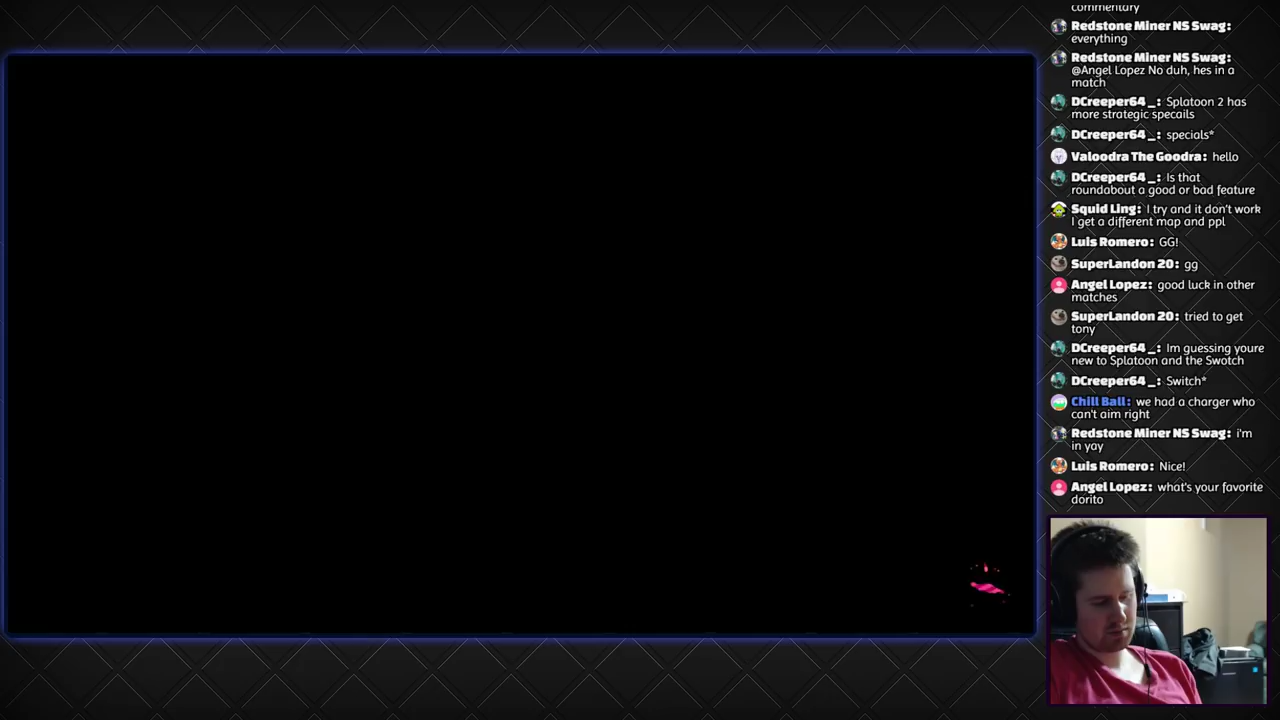 commentary
Redstone Miner NS Swag:
everything
Redstone Miner NS Swag:
@Angel Lopez No duh, hes in a
match
DCreeper64 _: Splatoon 2 has
more strategic specails
DCreeper64 _: specials*
Valoodra The Goodra: hello
DCreeper64 _: Is that
roundabout a good or bad feature
Squid Ling: I try and it don't work
I get a different map and ppl
Luis Romero: GG!
SuperLandon 20: gg
Angel Lopez: good luck in other
matches
SuperLandon 20: tried to get
tony
DCreeper64 _: Im guessing youre
new to Splatoon and the Swotch
DCreeper64 _: Switch*
Chill Ball: we had a charger who
can't aim right
Redstone Miner NS Swag: i'm
in yay
Luis Romero: Nice!
Angel Lopez: what's your favorite
dorito